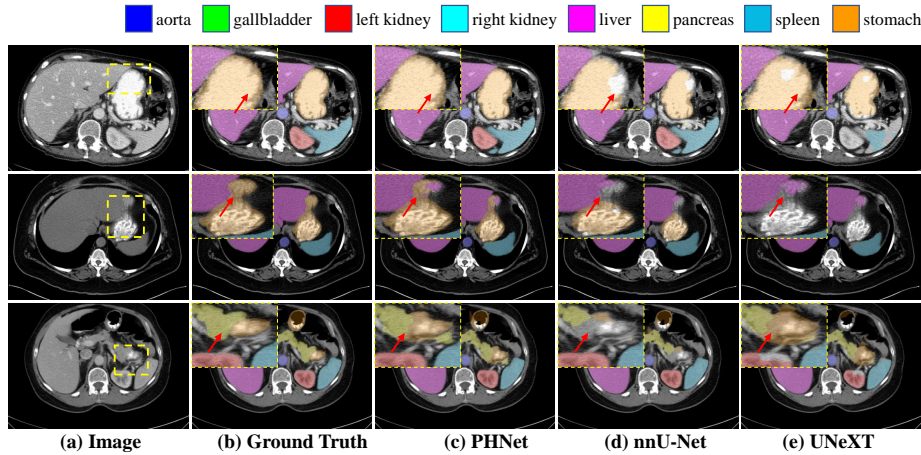 aorta gallbladder left kidney right kidney liver pancreas spleen stomach
(a) Image (b) Ground Truth (c) PHNet (d) nnU-Net (e) UNeXT